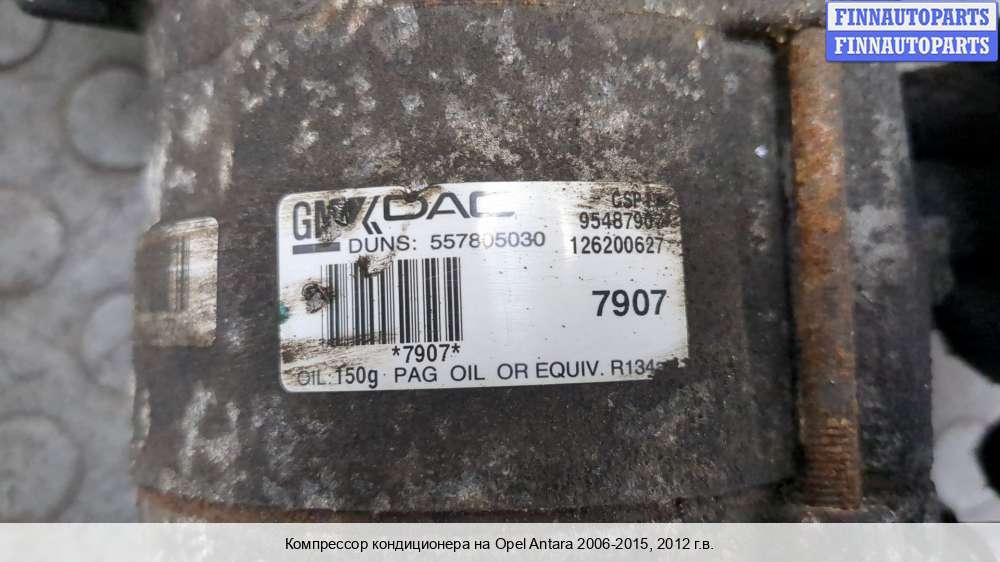 FINNAUTOPARTS
FINNAUTOPARTS
GM DAC
DUNS: 557805030
126200627
7907
*7907*
OIL:150g PAG OIL OR EQUIV. R134a
Компрессор кондиционера на Opel Antara 2006-2015, 2012 г.в.